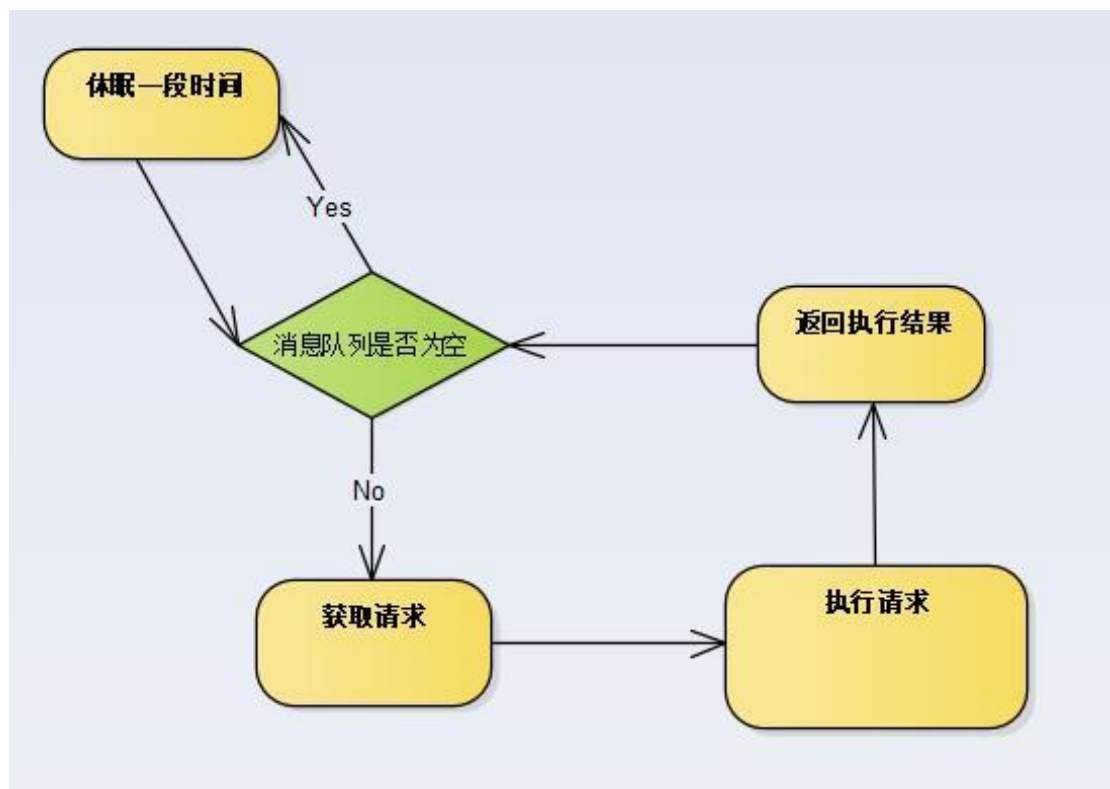 休眠一段时间
Yes
消息队列是否为空
返回执行结果
No
获取请求
执行请求